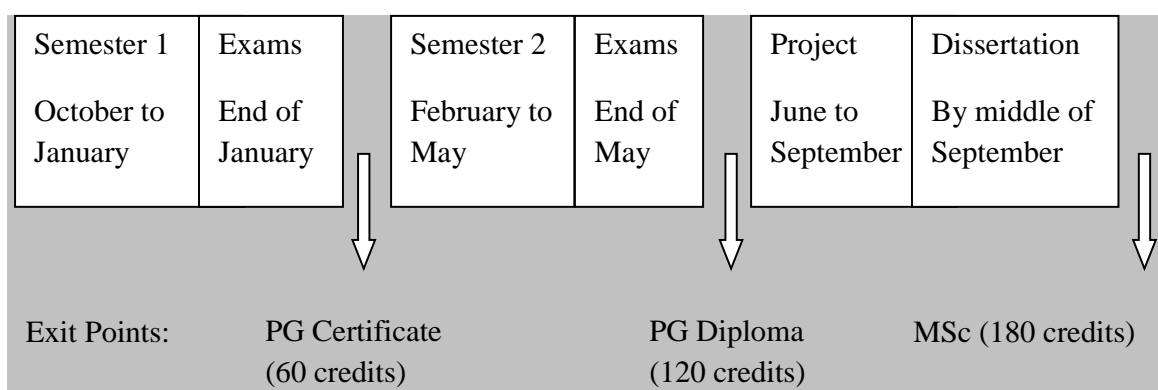 Semester 1
October to
January
Exams
End of
January
Semester 2
February to
May
Exams
End of
May
Project
June to
September
Dissertation
By middle of
September
Exit Points:
PG Certificate
(60 credits)
PG Diploma
(120 credits)
MSc (180 credits)